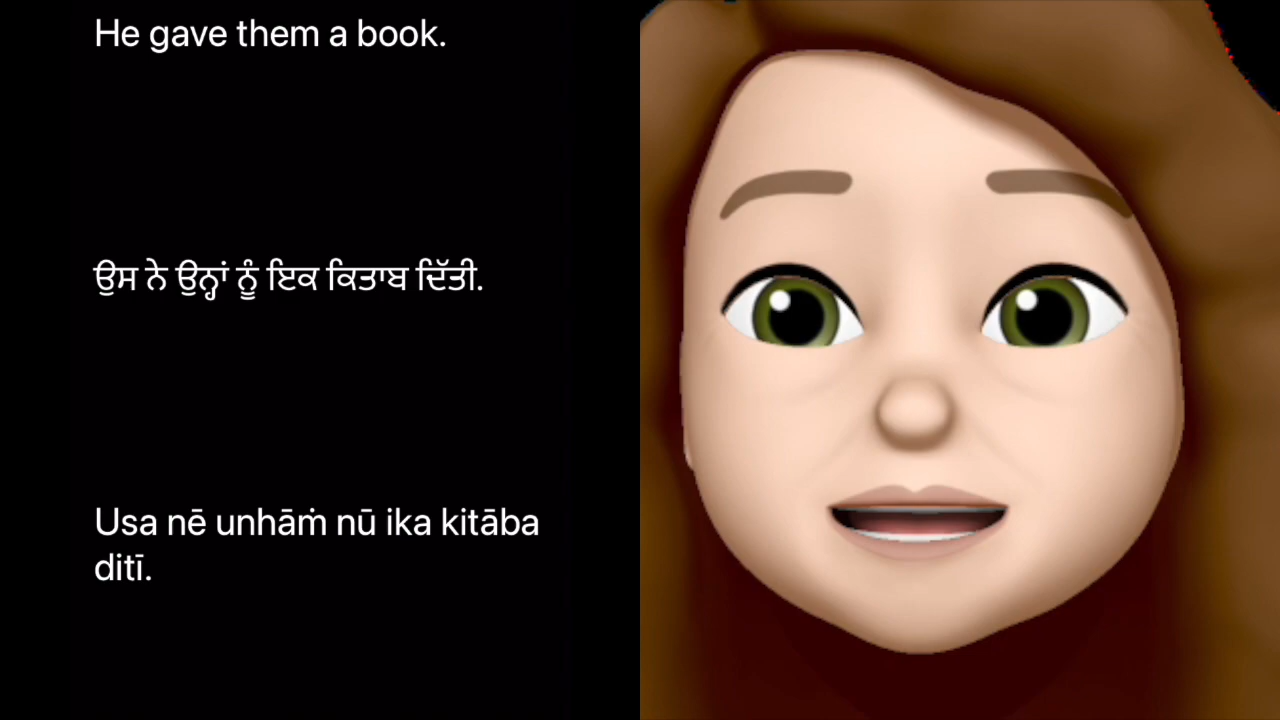 He gave them a book.
ਉਸ ਨੇ ਉਨ੍ਹਾਂ ਨੂੰ ਇਕ ਕਿਤਾਬ ਦਿੱਤੀ.
Usa nē unhāṁ nū ika kitāba
ditī.